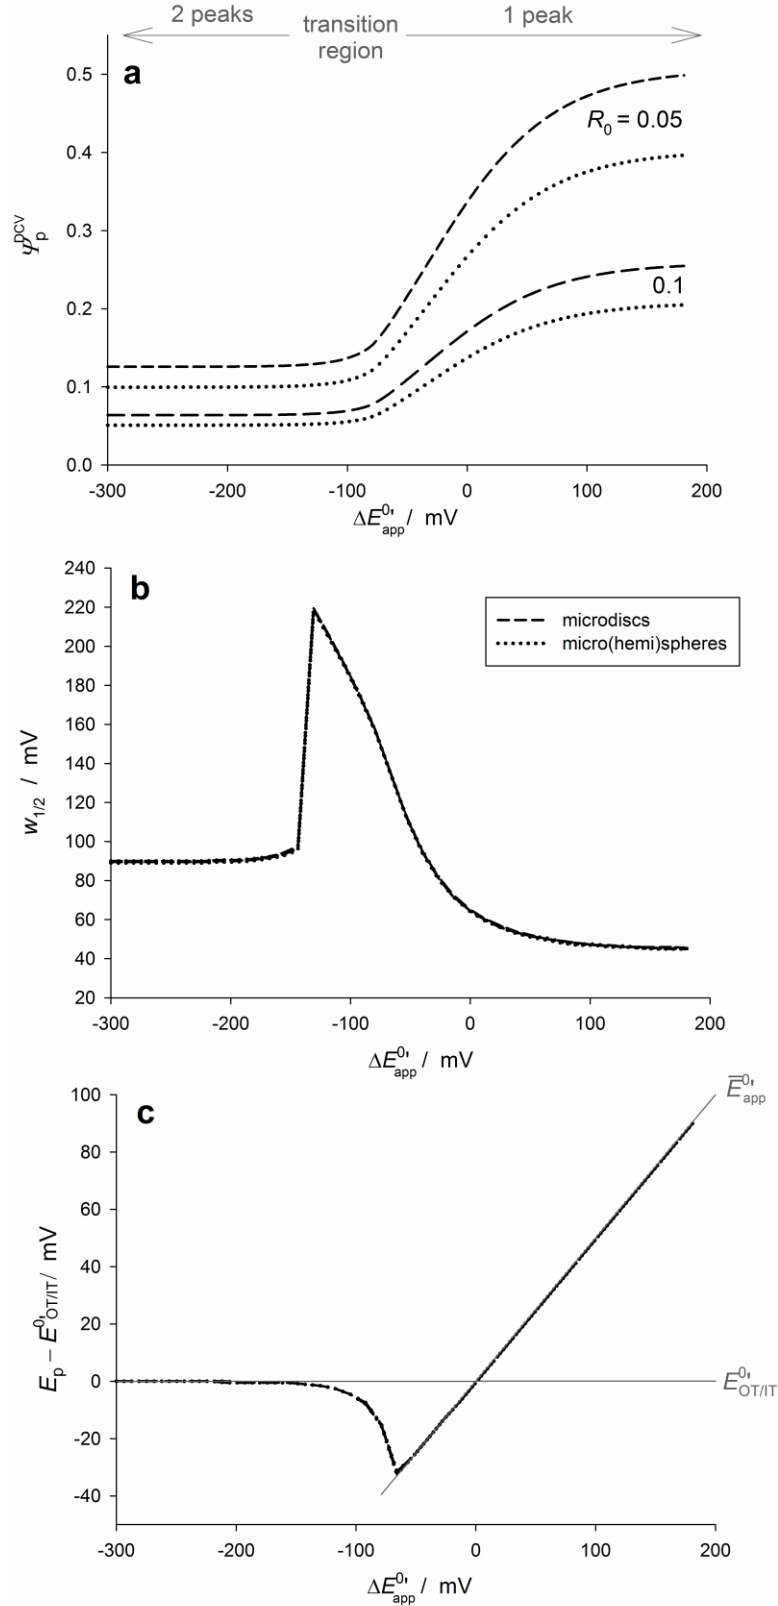 2 peaks transition 1 peak
region
a
0.5
R0 = 0.05
0.4
0.3
ΨpDCV
0.2
0.1
0.1
0.0
-300 -200 -100 0 100 200
ΔE0'app / mV
240
b
220
microdiscs
200
micro(hemi)spheres
180
160
140
w1/2 / mV
120
100
80
60
40
20
-300 -200 -100 0 100 200
ΔE0'app / mV
100
c
E̅0'app
80
60
40
20
Ep – E0'OT/IT / mV
0
E0'OT/IT
-20
-40
-300 -200 -100 0 100 200
ΔE0'app / mV